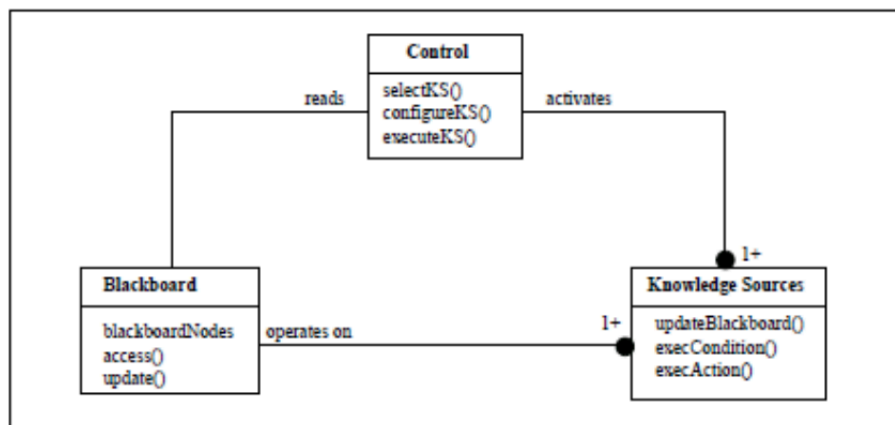 Control
selectKS()
configureKS()
executeKS()
reads
activates
1+
Blackboard
blackboardNodes
access()
update()
operates on
1+
Knowledge Sources
updateBlackboard()
execCondition()
execAction()